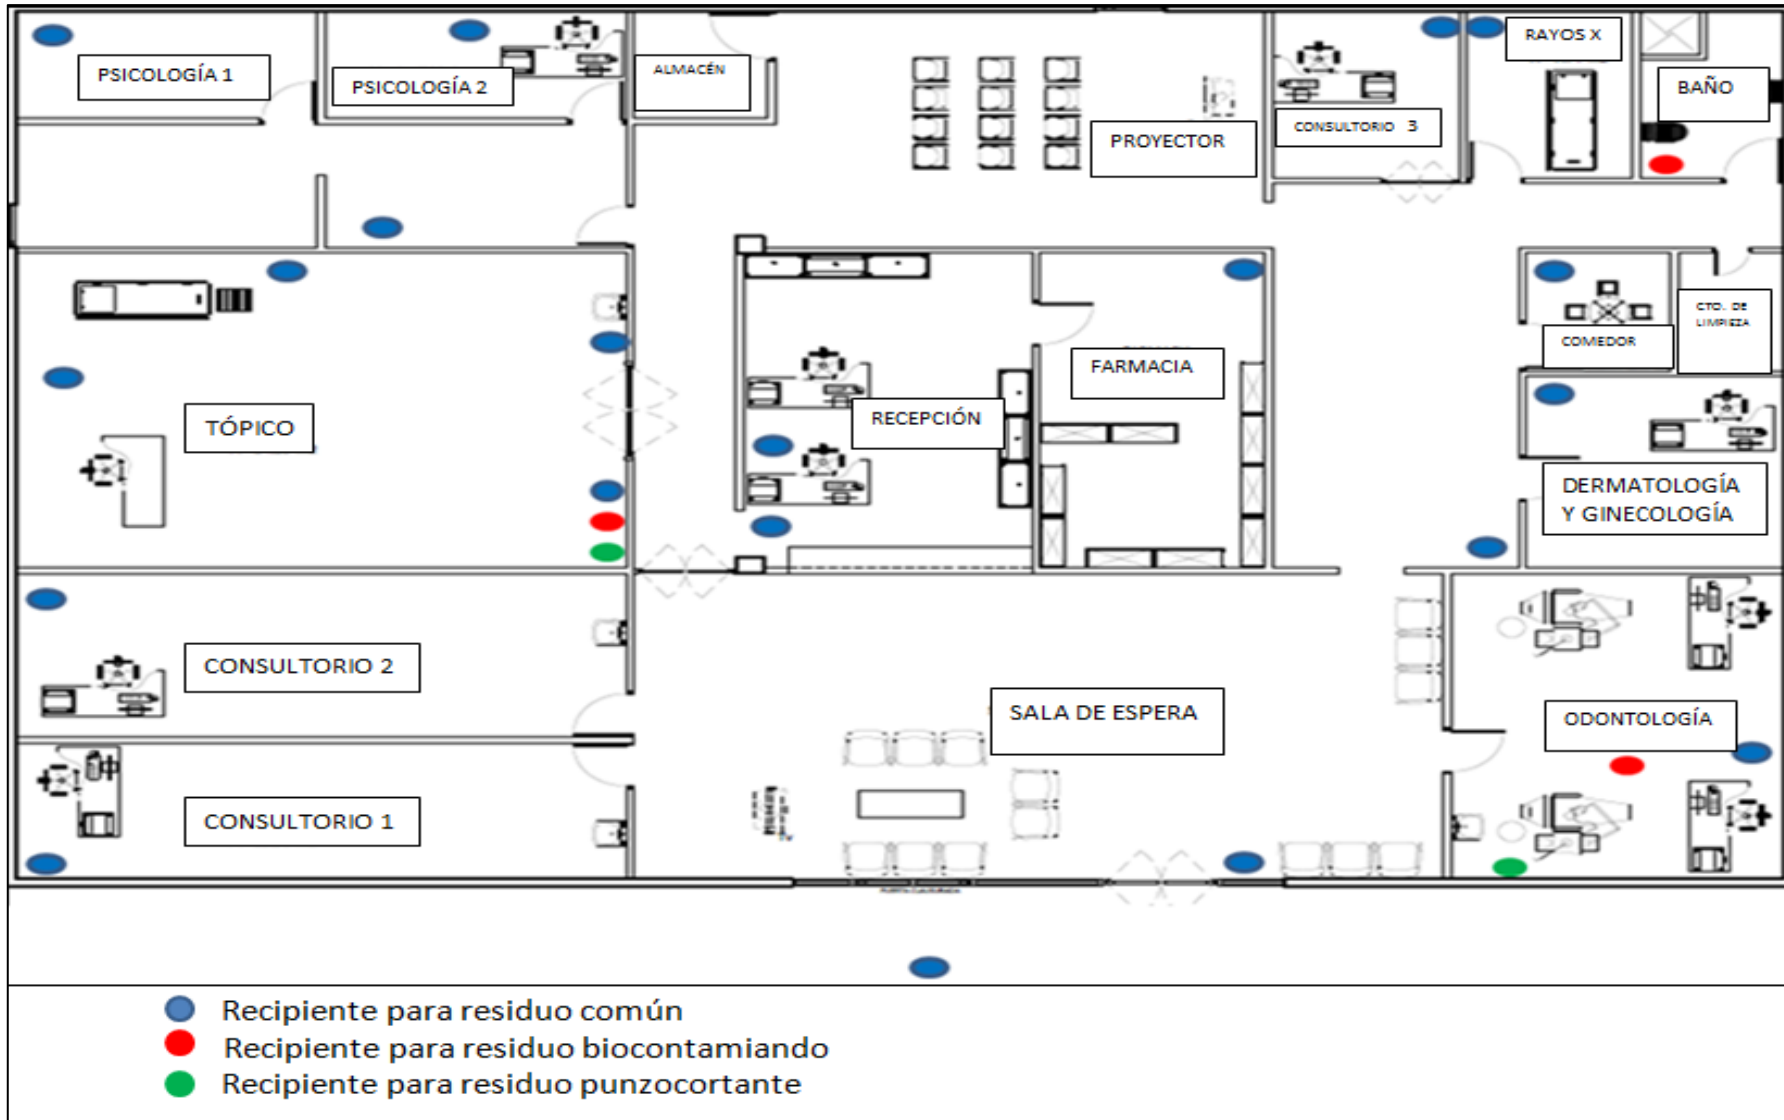 PSICOLOGÍA 1
PSICOLOGÍA 2
ALMACÉN
PROYECTOR
CONSULTORIO 3
RAYOS X
BAÑO
TÓPICO
RECEPCIÓN
FARMACIA
COMEDOR
CTO. DE
LIMPIEZA
DERMATOLOGÍA
Y GINECOLOGÍA
CONSULTORIO 2
CONSULTORIO 1
SALA DE ESPERA
ODONTOLOGÍA
Recipiente para residuo común
Recipiente para residuo biocontamiando
Recipiente para residuo punzocortante